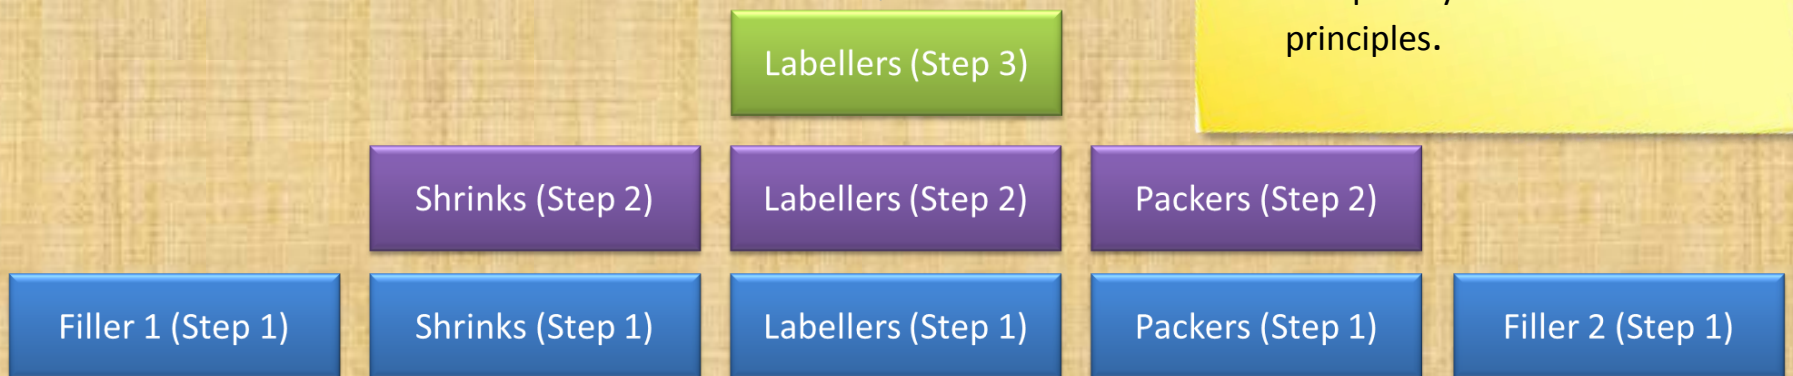 principles.
Labellers (Step 3)
Shrinks (Step 2)
Labellers (Step 2)
Packers (Step 2)
Filler 1 (Step 1)
Shrinks (Step 1)
Labellers (Step 1)
Packers (Step 1)
Filler 2 (Step 1)